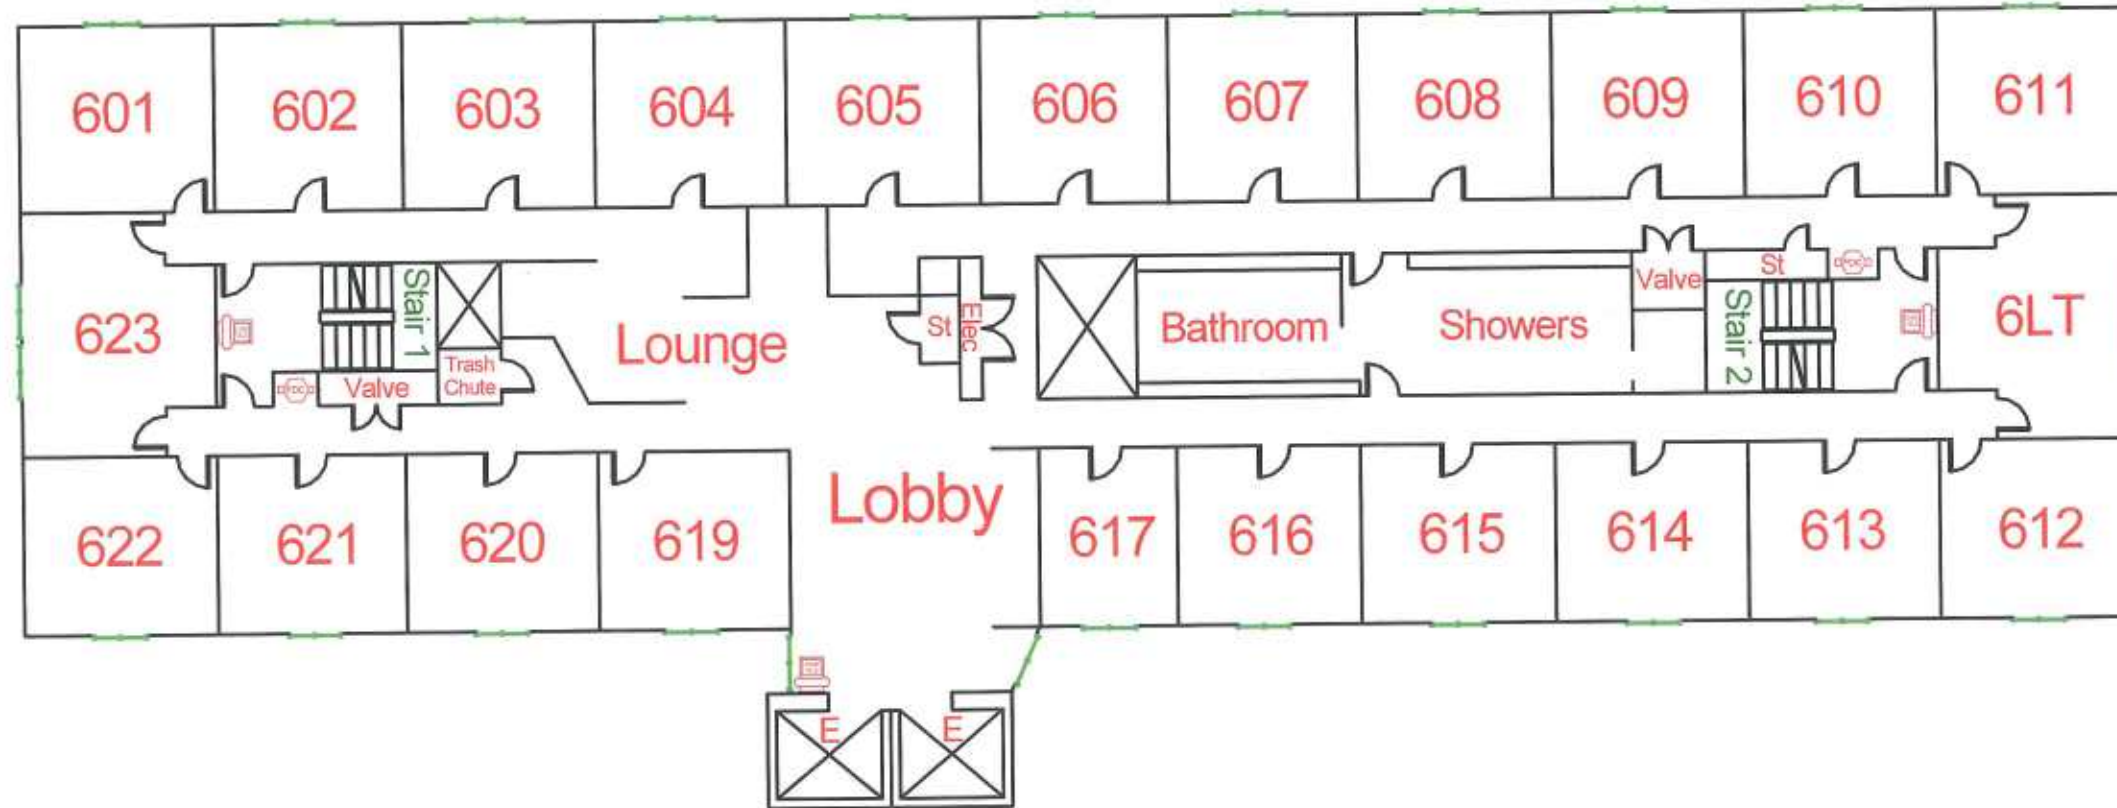 601 602 603 604 605 606 607 608 609 610 611
623
Stair 1
Trash
Chute
Valve
Lounge
St
Elec
Bathroom
Showers
Valve
St
Stair 2
6LT
622 621 620 619
Lobby
617 616 615 614 613 612
E E